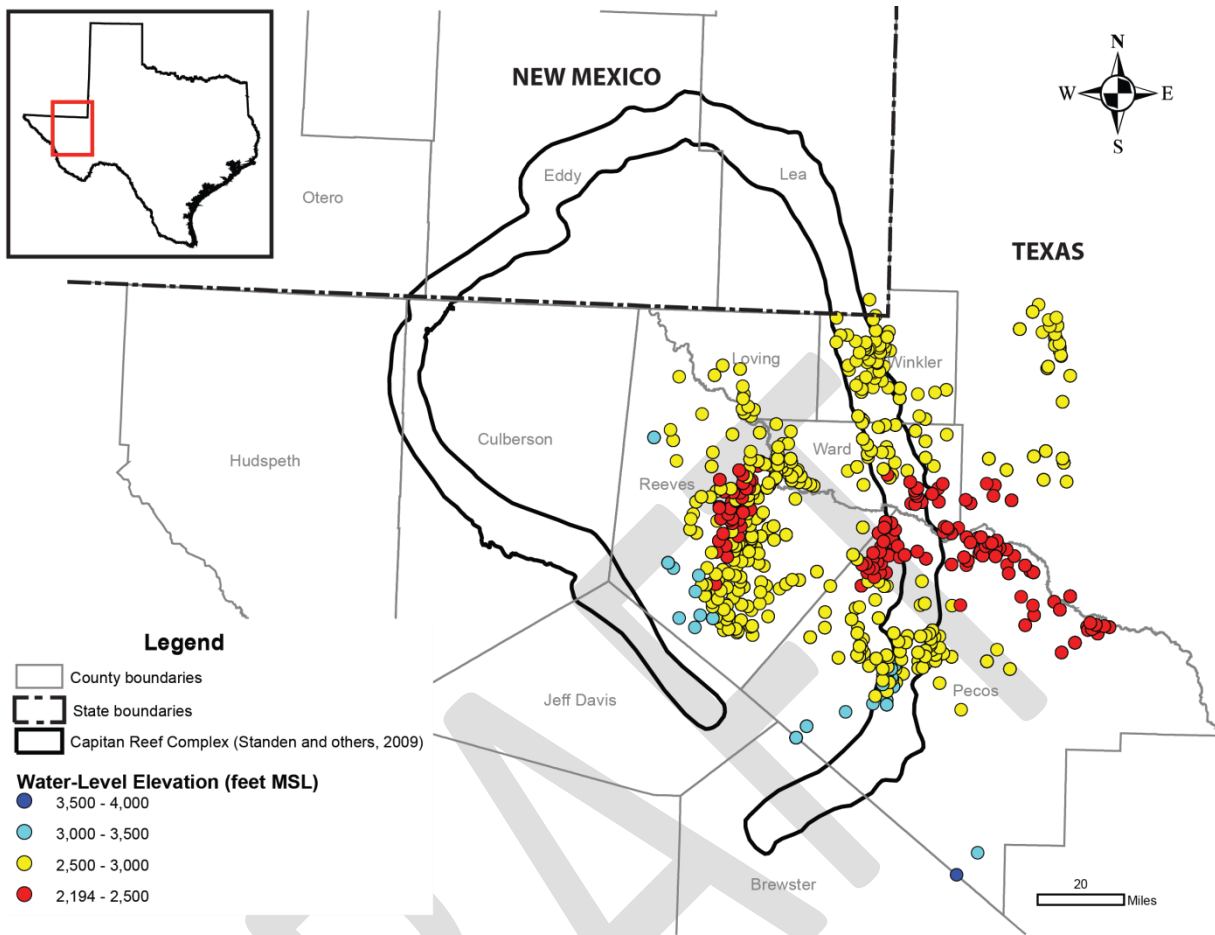 NEW MEXICO
N
W E
S
Eddy
Lea
Otero
TEXAS
Loving
Winkler
Culberson
Ward
Hudspeth
Reeves
Legend
County boundaries
State boundaries
Capitan Reef Complex (Standen and others, 2009)
Jeff Davis
Pecos
Water-Level Elevation (feet MSL)
3,500 - 4,000
3,000 - 3,500
2,500 - 3,000
2,194 - 2,500
Brewster
20
Miles